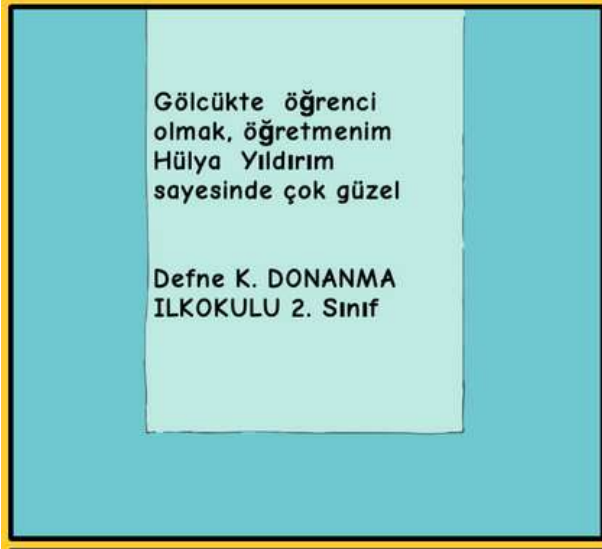 Gölcükte öğrenci
olmak, öğretmenim
Hülya Yıldırım
sayesinde çok güzel
Defne K. DONANMA
ILKOKULU 2. Sınıf